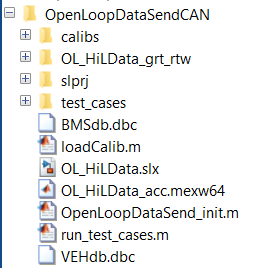 OpenLoopDataSendCAN
calibs
OL_HiLData_grt_rtw
slprj
test_cases
BMSdb.dbc
loadCalib.m
OL_HiLData.slx
OL_HiLData_acc.mexw64
OpenLoopDataSend_init.m
run_test_cases.m
VEHdb.dbc